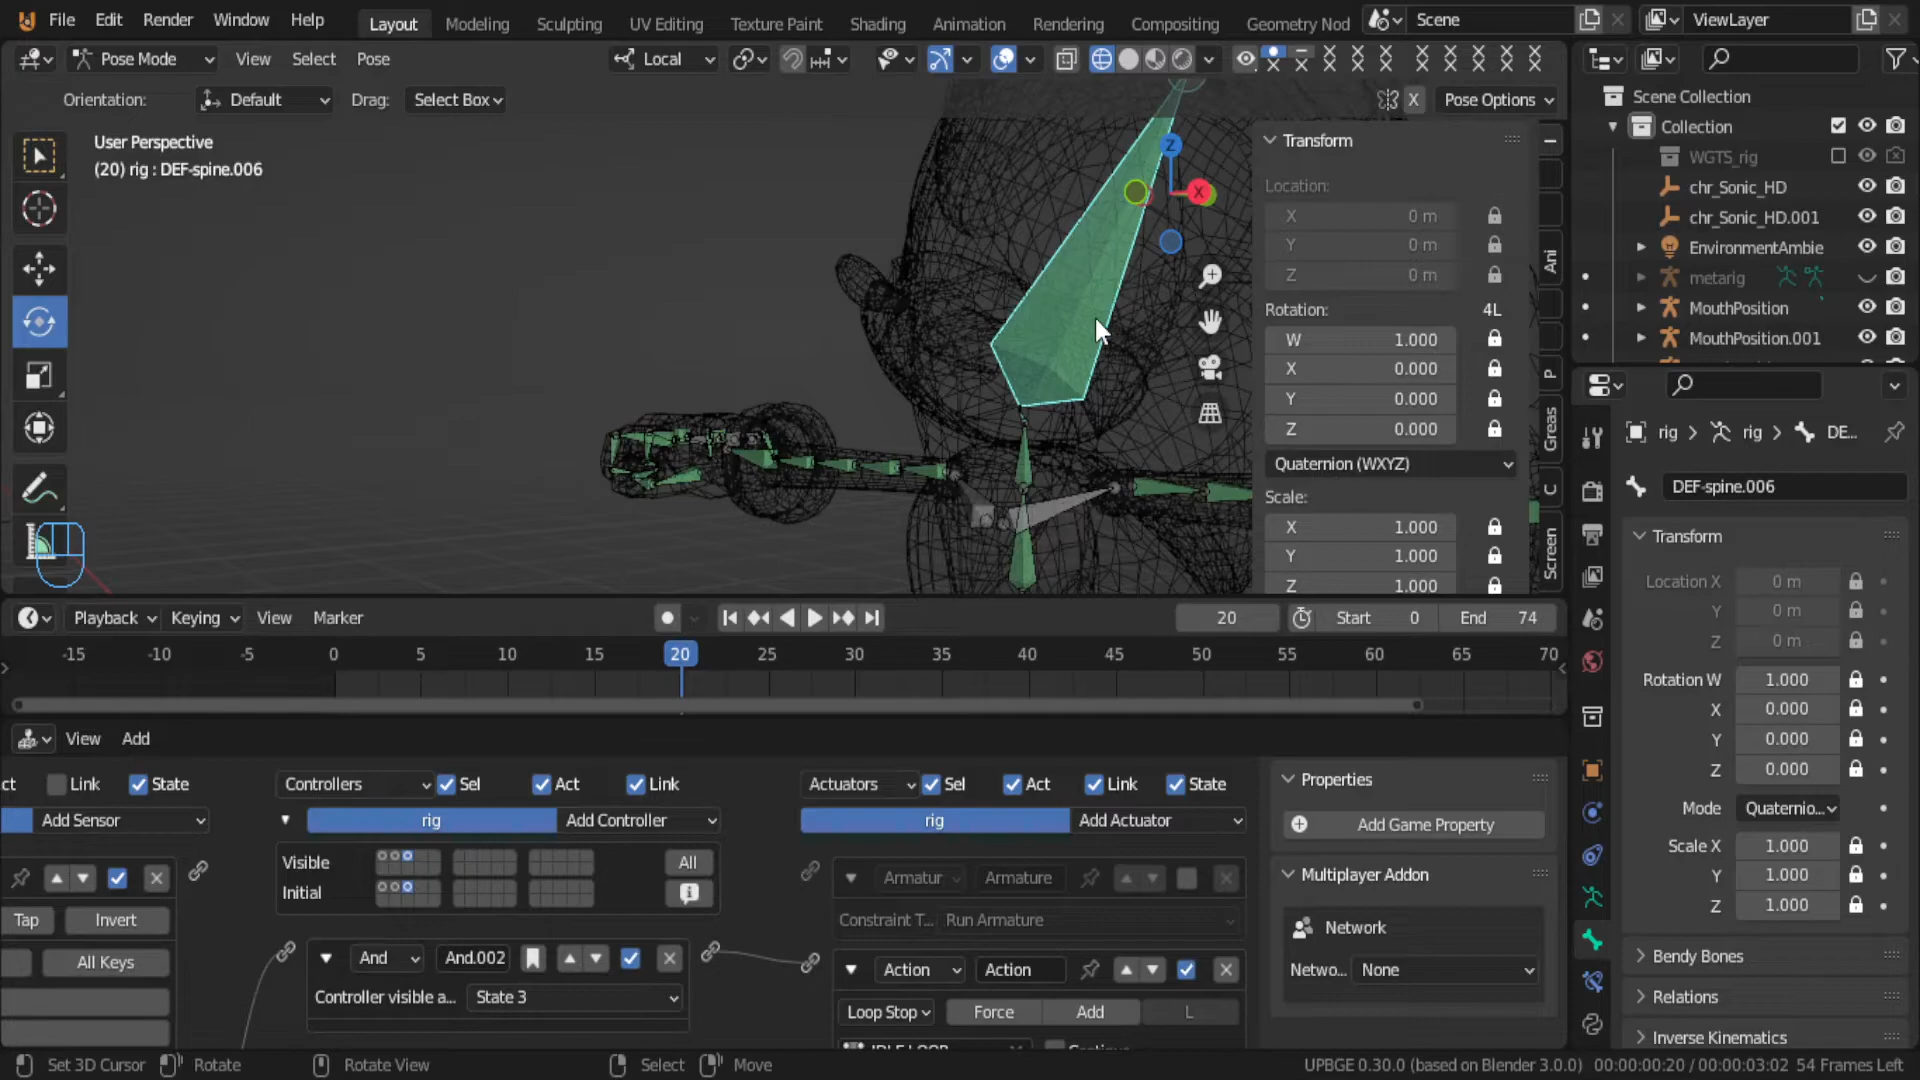 File Edit Render Window Help
Layout Modeling Sculpting UV Editing Texture Paint Shading Animation Rendering Compositing Geometry Nod
Scene
ViewLayer
Pose Mode View Select Pose
Local
Orientation: Default Drag: Select Box
X Pose Options
User Perspective
(20) rig : DEF-spine.006
Z
X
Transform
Location:
X 0 m
Y 0 m
Z 0 m
Rotation: 4L
W 1.000
X 0.000
Y 0.000
Z 0.000
Quaternion (WXYZ)
Scale:
X 1.000
Y 1.000
Z 1.000
Ani
P
Greas
C
Screen
Scene Collection
Collection
WGTS_rig
chr_Sonic_HD
chr_Sonic_HD.001
EnvironmentAmbie
metarig
MouthPosition
MouthPosition.001
rig rig DE...
DEF-spine.006
Transform
Location X 0 m
Y 0 m
Z 0 m
Rotation W 1.000
X 0.000
Y 0.000
Z 0.000
Mode Quaternio...
Scale X 1.000
Y 1.000
Z 1.000
Bendy Bones
Relations
Inverse Kinematics
Playback Keying View Marker
20 Start 0 End 74
-15 -10 -5 0 5 10 15 20 25 30 35 40 45 50 55 60 65 70
View Add
ct Link State
Add Sensor
Tap Invert
All Keys
Controllers Sel Act Link
rig Add Controller
Visible All
Initial
And And.002
Controller visible a... State 3
Actuators Sel Act Link State
rig Add Actuator
Armatur Armature
Constraint T... Run Armature
Action Action
Loop Stop Force Add L
Properties
Add Game Property
Multiplayer Addon
Network
Netwo... None
Set 3D Cursor Rotate Rotate View Select Move
UPBGE 0.30.0 (based on Blender 3.0.0) 00:00:00:20 / 00:00:03:02 54 Frames Left